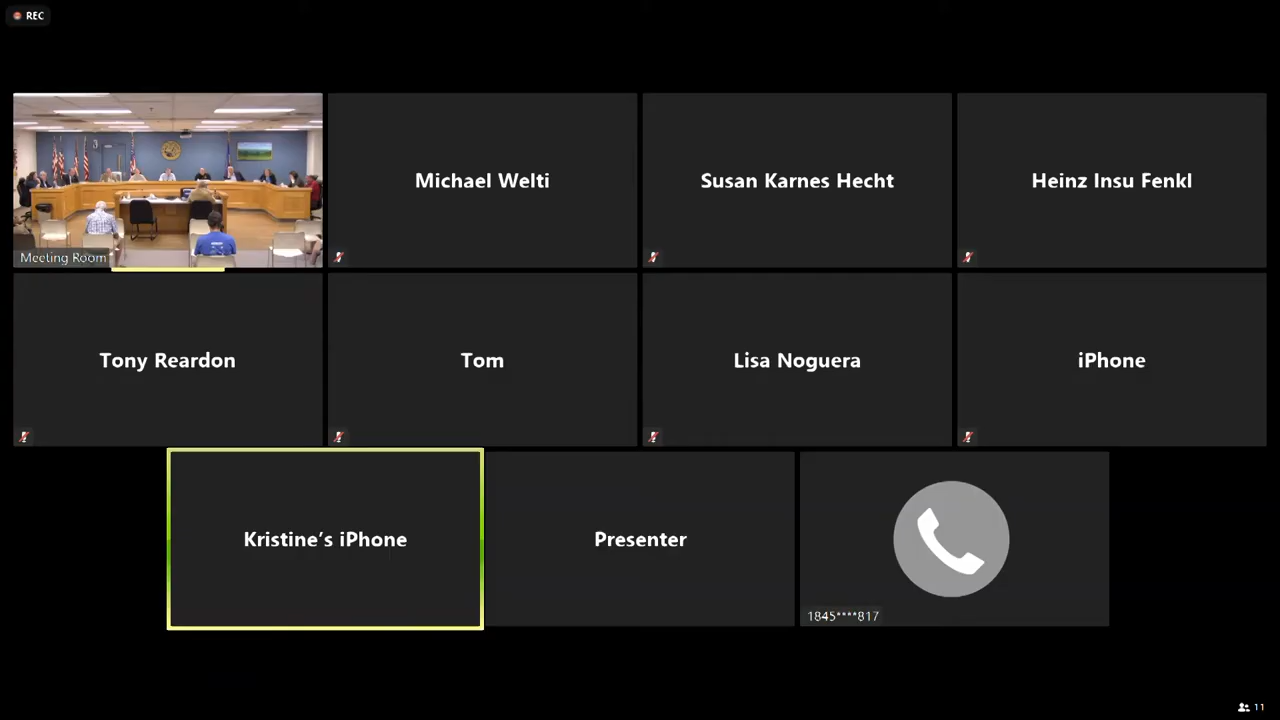 REC
Meeting Room
Michael Welti
Susan Karnes Hecht
Heinz Insu Fenkl
Tony Reardon
Tom
Lisa Noguera
iPhone
Kristine’s iPhone
Presenter
1845****817
11